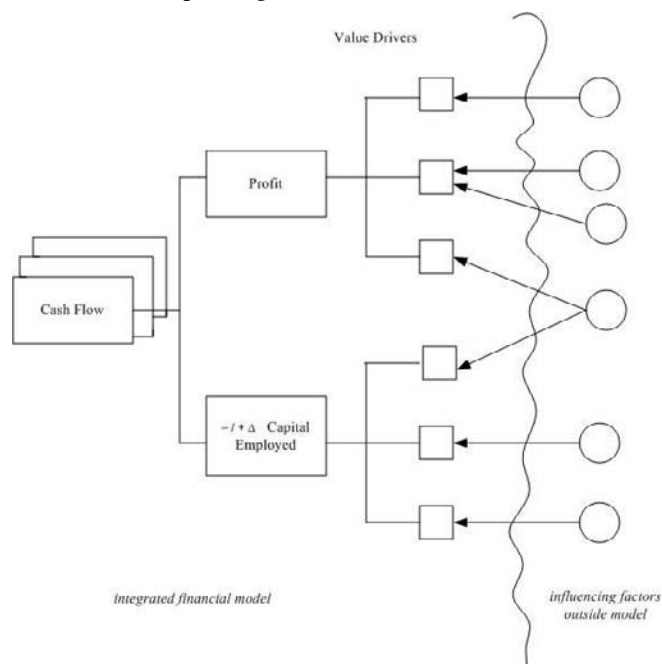 Value Drivers
Profit
Cash Flow
– / + Δ Capital
Employed
integrated financial model
influencing factors
outside model